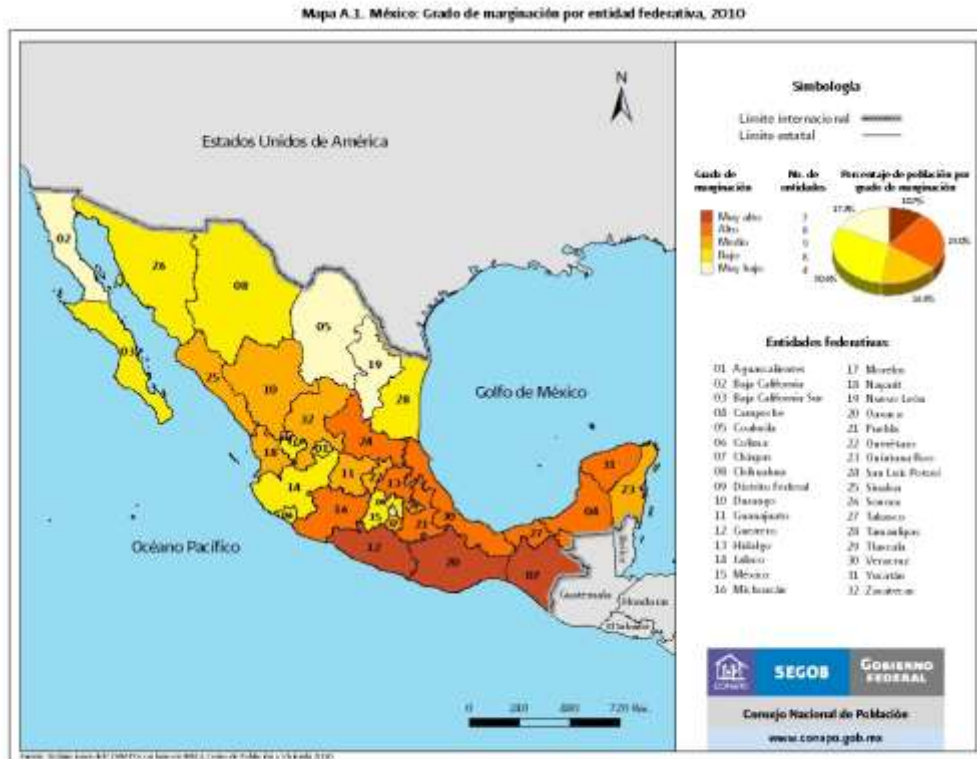 Mapa A.1. México: Grado de marginación por entidad federativa, 2010
N
Estados Unidos de América
Golfo de México
Océano Pacífico
Guatemala
Honduras
El Salvador
02
26
08
03
05
19
28
25
10
32
24
18
14
11
13
16
15
21
30
12
20
07
27
04
31
23
0
720
Simbología
Límite internacional
Límite estatal
Grado de marginación
No. de entidades
Porcentaje de población por grado de marginación
Muy alto
Alto
Medio
Bajo
Muy bajo 4
Entidades federativas
01 Aguascalientes
02 Baja California
03 Baja California Sur
Campeche
05 Coahuila
06 Colima
07 Chiapas
08 Chihuahua
09 Distrito Federal
10 Durango
11 Guanajuato
12 Guerrero
13 Hidalgo
14 Jalisco
15 México
16 Michoacán
17 Morelos
18 Nayarit
19 Nuevo León
20 Oaxaca
21 Puebla
22 Querétaro
23 Quintana Roo
San Luis Potosí
25 Sinaloa
26 Sonora
27 Tabasco
28 Tamaulipas
29 Tlaxcala
30 Veracruz
31 Yucatán
32 Zacatecas
CONAPO
SEGOB
GOBIERNO
FEDERAL
Consejo Nacional de Población
www.conapo.gob.mx